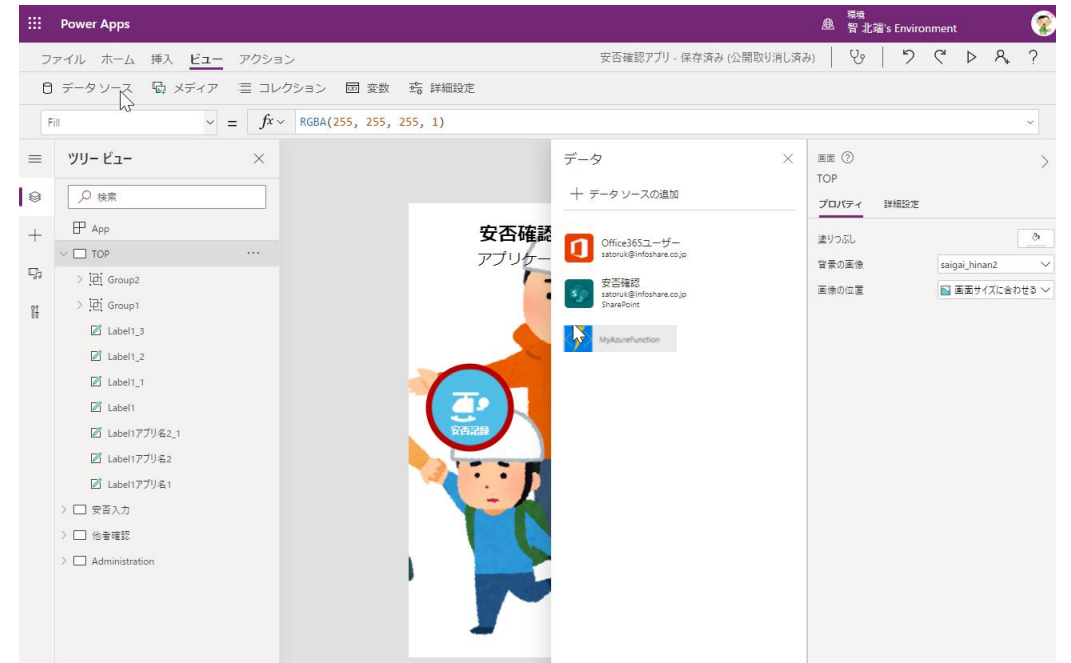 Power Apps
環境
智 北端's Environment
ファイル ホーム 挿入 ビュー アクション
安否確認アプリ - 保存済み (公開取り消し済み)
データ ソース メディア コレクション 変数 詳細設定
Fill = fx RGBA(255, 255, 255, 1)
ツリー ビュー
検索
App
TOP
Group2
Group1
Label1_3
Label1_2
Label1_1
Label1
Label1アプリ名2_1
Label1アプリ名2
Label1アプリ名1
安否入力
他者確認
Administration
安否確認
アプリケー
安否記録
データ
データ ソースの追加
Office365ユーザー
satoruk@infoshare.co.jp
安否確認
satoruk@infoshare.co.jp
SharePoint
MyAzureFunction
画面
TOP
プロパティ 詳細設定
塗りつぶし
背景の画像 saigai_hinan2
画像の位置 画面サイズに合わせる